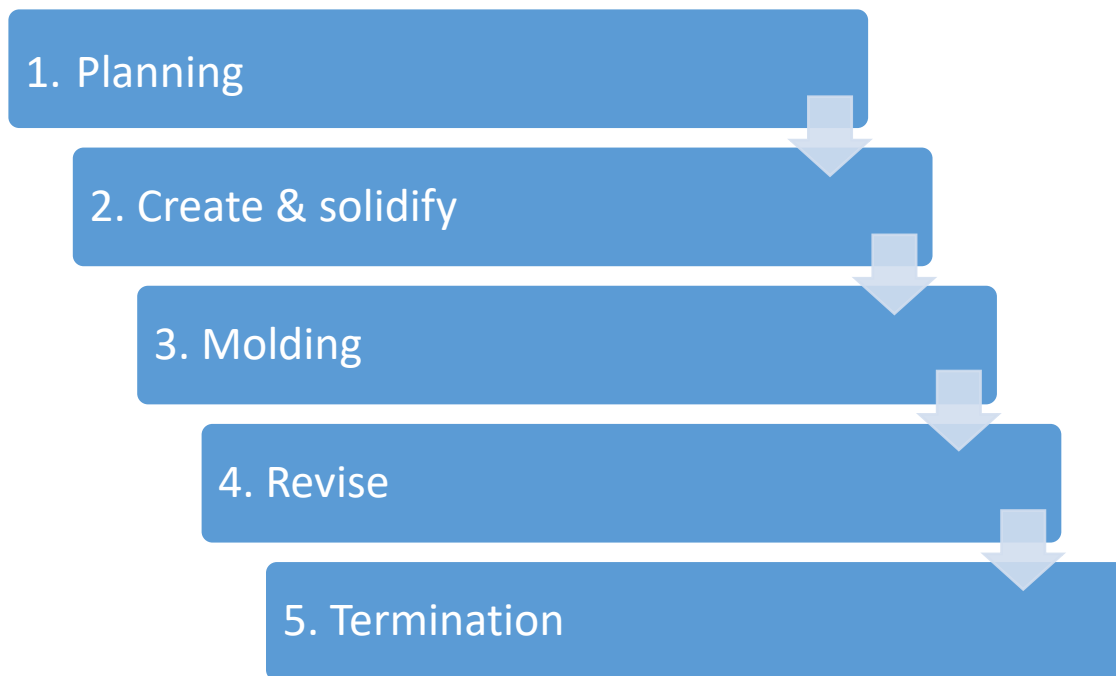 1. Planning
2. Create & solidify
3. Molding
4. Revise
5. Termination